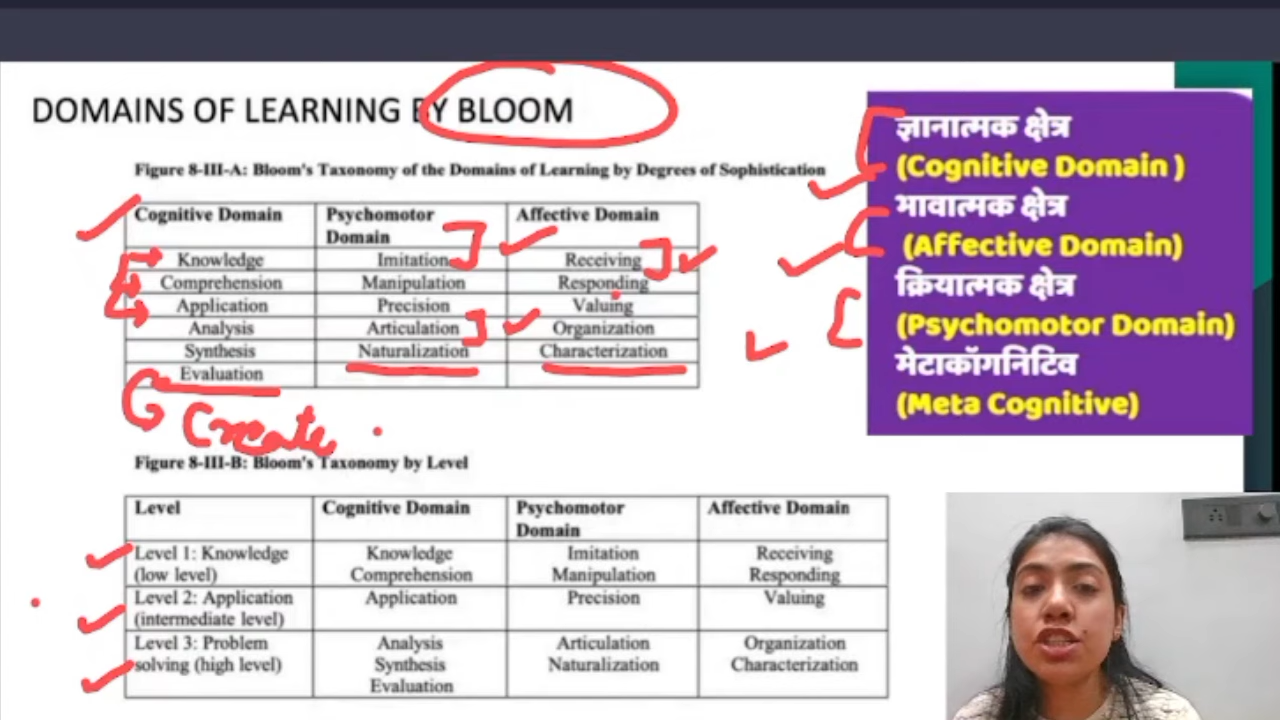 DOMAINS OF LEARNING BY BLOOM
Figure 8-III-A: Bloom's Taxonomy of the Domains of Learning by Degrees of Sophistication
Cognitive Domain Psychomotor Domain Affective Domain
Knowledge Imitation Receiving
Comprehension Manipulation Responding
Application Precision Valuing
Analysis Articulation Organization
Synthesis Naturalization Characterization
Evaluation
Create
Figure 8-III-B: Bloom's Taxonomy by Level
Level Cognitive Domain Psychomotor Domain Affective Domain
Level 1: Knowledge Knowledge Imitation Receiving
(low level) Comprehension Manipulation Responding
Level 2: Application Application Precision Valuing
(intermediate level)
Level 3: Problem Analysis Articulation Organization
solving (high level) Synthesis Naturalization Characterization
Evaluation
ज्ञानात्मक क्षेत्र
(Cognitive Domain )
भावात्मक क्षेत्र
(Affective Domain)
क्रियात्मक क्षेत्र
(Psychomotor Domain)
मेटाकॉगनिटिव
(Meta Cognitive)